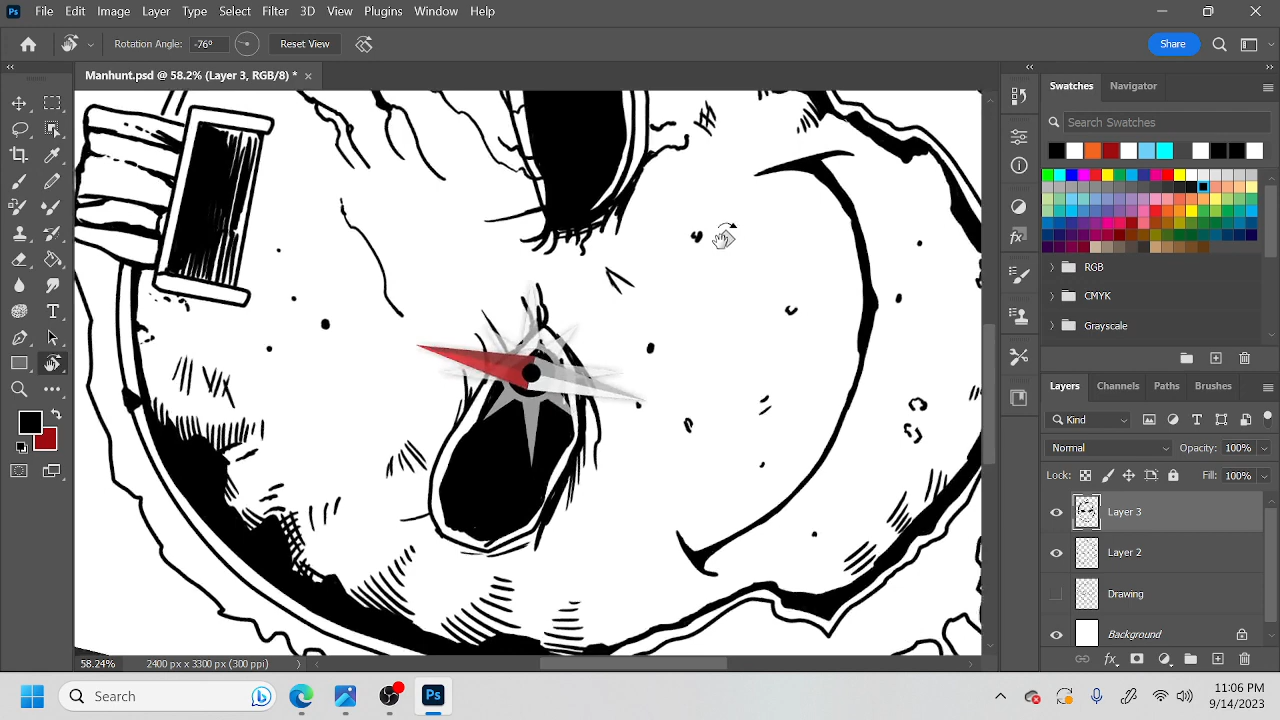 Ps File Edit Image Layer Type Select Filter 3D View Plugins Window Help
Rotation Angle: -76° Reset View Share
Manhunt.psd @ 58.2% (Layer 3, RGB/8) * ×
Swatches Navigator
Search Swatches
RGB
CMYK
Grayscale
Layers Channels Paths Brushes
Kind
Normal Opacity: 100%
Lock: Fill: 100%
Layer 3
Layer 2
Drawing
Background
58.24% 2400 px x 3300 px (300 ppi)
Search Ps 11:06 PM
9/14/2023